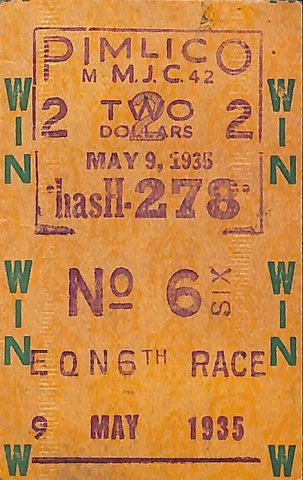 PIMLICO
M M.J.C. 42
2 TWO 2
DOLLARS
MAY 9, 1935
hasH-278
No 6 SIX
EQN 6TH RACE
9 MAY 1935
WIN
WIN
W
WIN
WIN
W